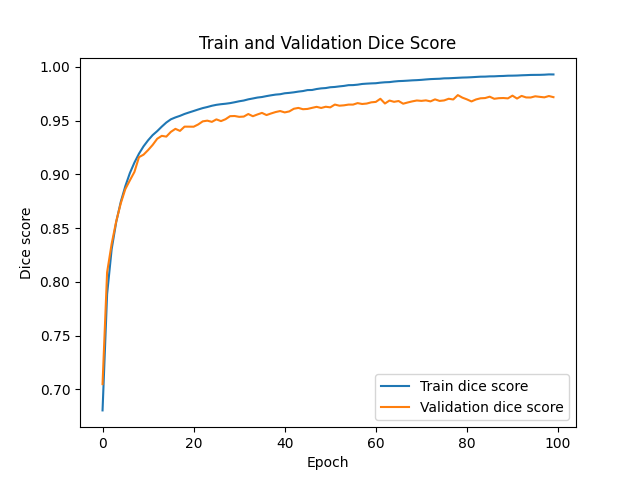 Train and Validation Dice Score
Dice score
1.00
0.95
0.90
0.85
0.80
0.75
0.70
Train dice score
Validation dice score
0 20 40 60 80 100
Epoch